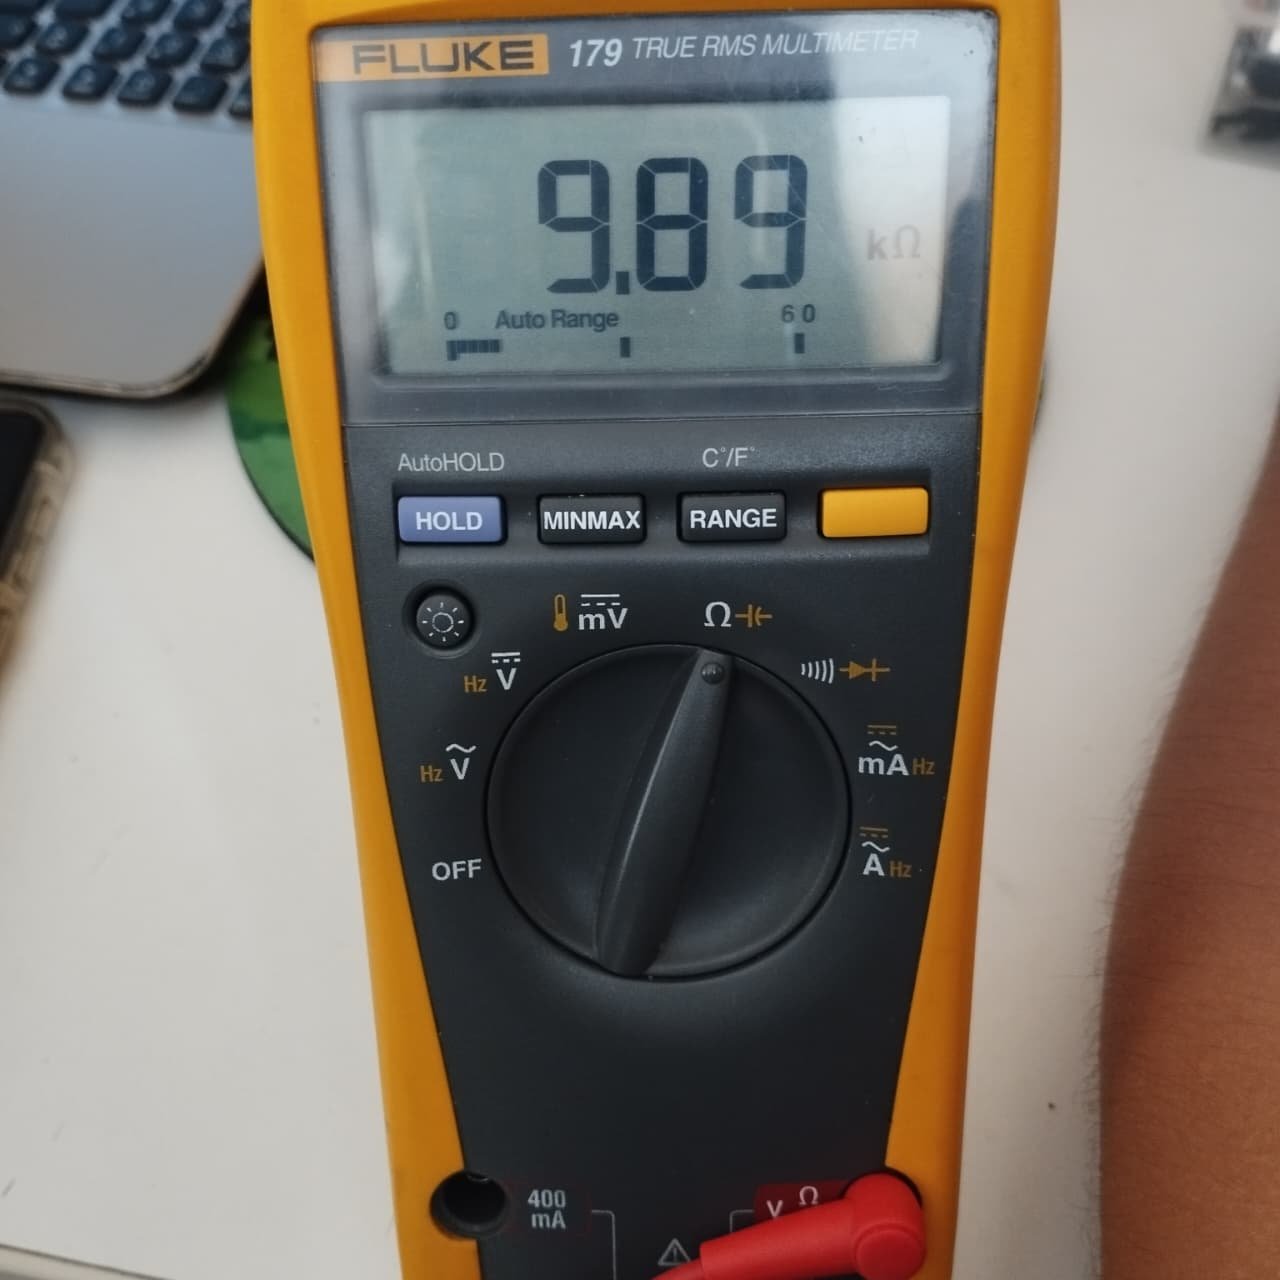 FLUKE 179 TRUE RMS MULTIMETER
9.89 kΩ
0 Auto Range 60
AutoHOLD C°/F°
HOLD MINMAX RANGE
mV Ω
Hz V
Hz V mA Hz
OFF A Hz
400 mA
V Ω